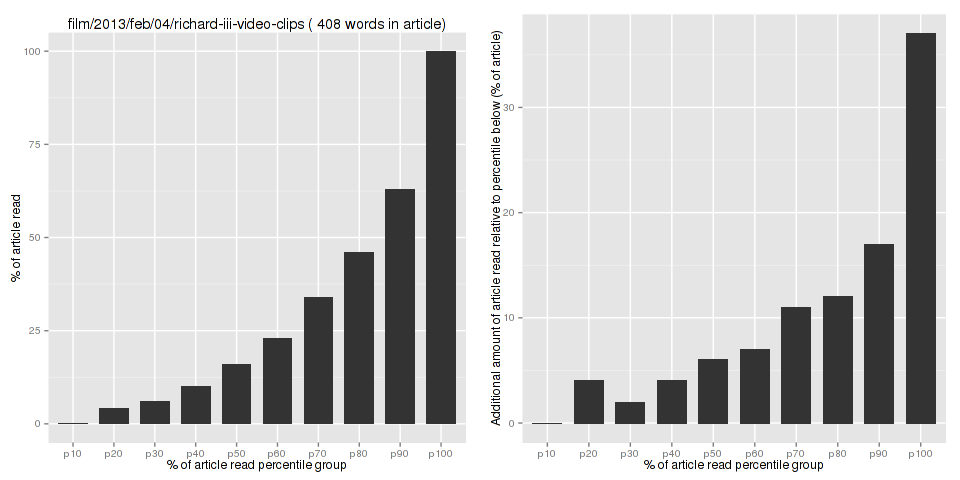 film/2013/feb/04/richard-iii-video-clips ( 408 words in article)
% of article read
100
75
50
25
0
p10 p20 p30 p40 p50 p60 p70 p80 p90 p100
% of article read percentile group
Additional amount of article read relative to percentile below (% of article)
30
20
10
0
p10 p20 p30 p40 p50 p60 p70 p80 p90 p100
% of article read percentile group